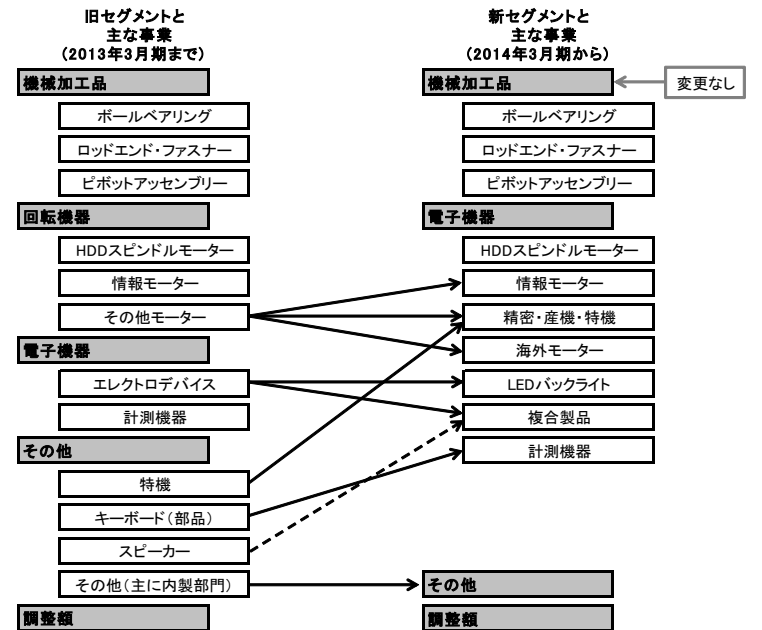 旧セグメントと
主な事業
(2013年3月期まで)
機械加工品
ボールベアリング
ロッドエンド・ファスナー
ピボットアッセンブリー
回転機器
HDDスピンドルモーター
情報モーター
その他モーター
電子機器
エレクトロデバイス
計測機器
その他
特機
キーボード(部品)
スピーカー
その他(主に内製部門)
調整額
新セグメントと
主な事業
(2014年3月期から)
機械加工品
変更なし
ボールベアリング
ロッドエンド・ファスナー
ピボットアッセンブリー
電子機器
HDDスピンドルモーター
情報モーター
精密・産機・特機
海外モーター
LEDバックライト
複合製品
計測機器
その他
調整額